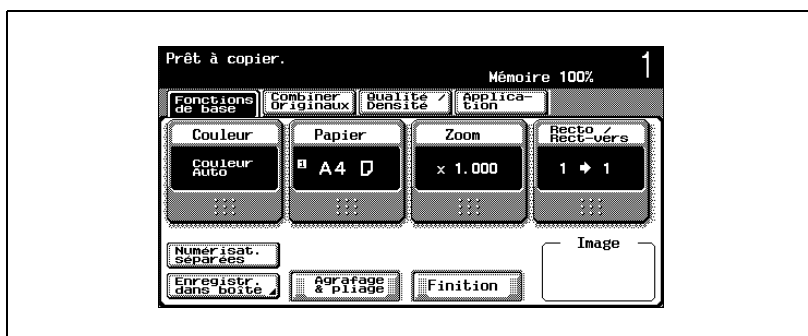 Prêt à copier.
Mémoire 100%
1
Fonctions de base
Combiner Originaux
Qualité / Densité
Applica-tion
Couleur
Papier
Zoom
Recto / Rect-vers
Couleur Auto
1 A4
x 1.000
1 ➔ 1
Numérisat. séparées
Image
Enregistr. dans boîte
Agrafage & pliage
Finition